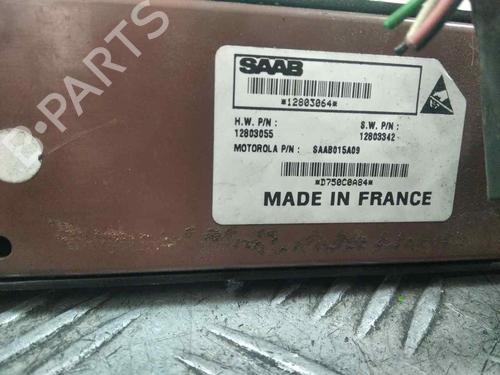 B-PARTS
SAAB
*12803064*
H.W. P/N : S.W. P/N :
12803055 12803342
MOTOROLA P/N : SAAB015A09
*D750C0A84*
MADE IN FRANCE